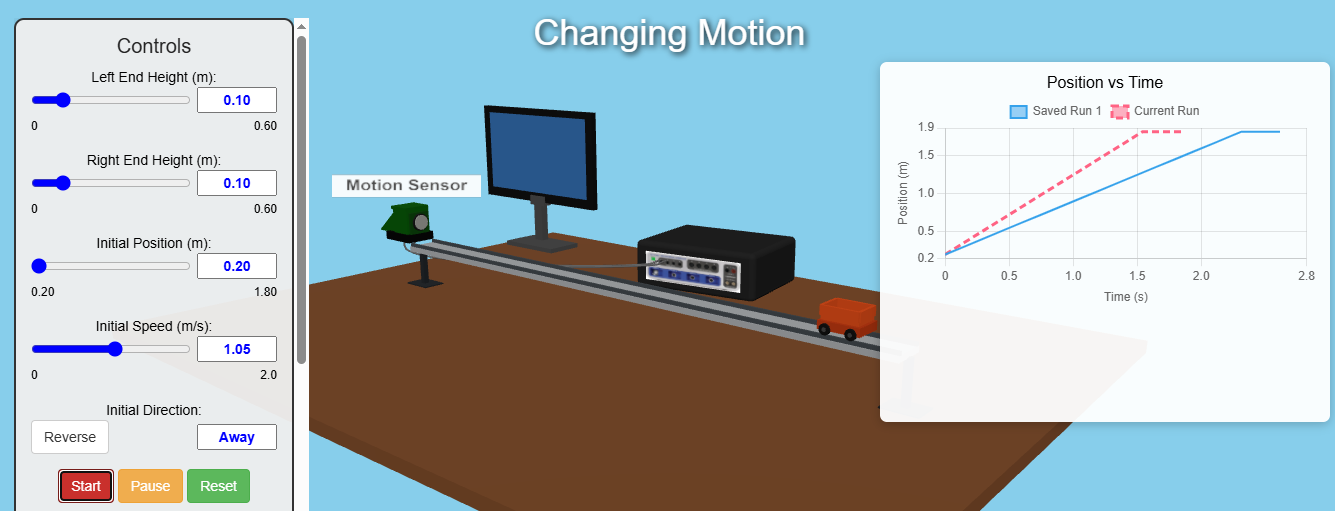 Changing Motion
Controls
Left End Height (m):
0.10
0 0.60
Right End Height (m):
0.10
0 0.60
Initial Position (m):
0.20
0.20 1.80
Initial Speed (m/s):
1.05
0 2.0
Initial Direction:
Reverse Away
Start Pause Reset
Motion Sensor
Position vs Time
Saved Run 1 Current Run
Position (m)
1.9
1.5
1.0
0.5
0.2
0 0.5 1.0 1.5 2.0 2.8
Time (s)